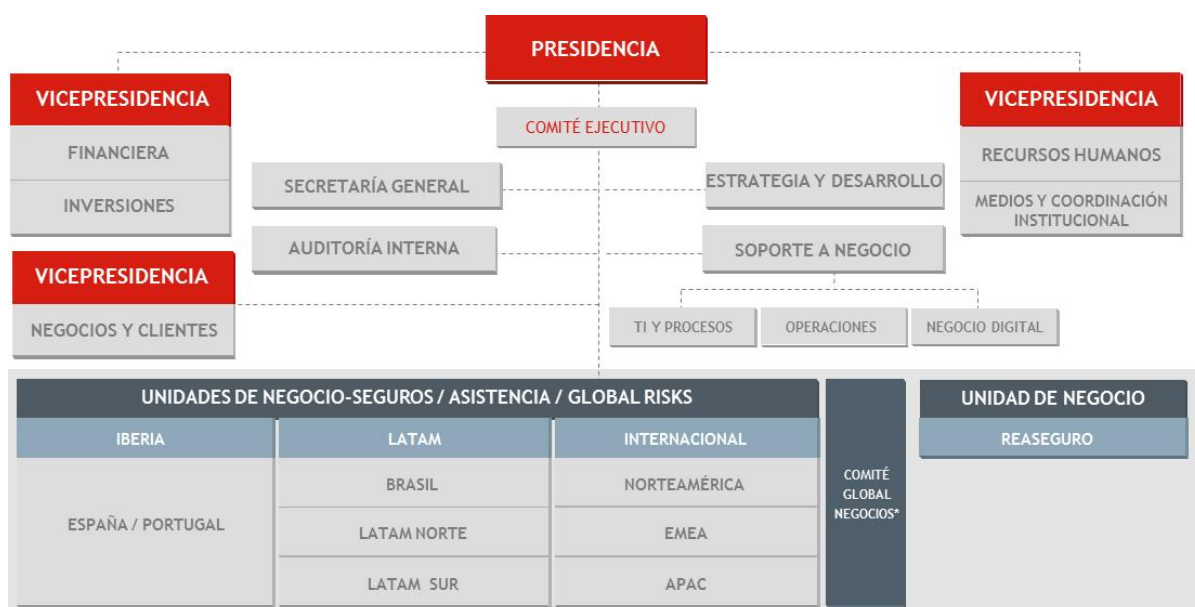 PRESIDENCIA
VICEPRESIDENCIA
FINANCIERA
INVERSIONES
VICEPRESIDENCIA
RECURSOS HUMANOS
MEDIOS Y COORDINACIÓN
INSTITUCIONAL
COMITÉ EJECUTIVO
SECRETARÍA GENERAL
ESTRATEGIA Y DESARROLLO
AUDITORÍA INTERNA
SOPORTE A NEGOCIO
VICEPRESIDENCIA
NEGOCIOS Y CLIENTES
TI Y PROCESOS
OPERACIONES
NEGOCIO DIGITAL
UNIDADES DE NEGOCIO-SEGUROS / ASISTENCIA / GLOBAL RISKS
IBERIA
ESPAÑA / PORTUGAL
LATAM
BRASIL
LATAM NORTE
LATAM SUR
INTERNACIONAL
NORTEAMÉRICA
EMEA
APAC
COMITÉ
GLOBAL
NEGOCIOS*
UNIDAD DE NEGOCIO
REASEGURO